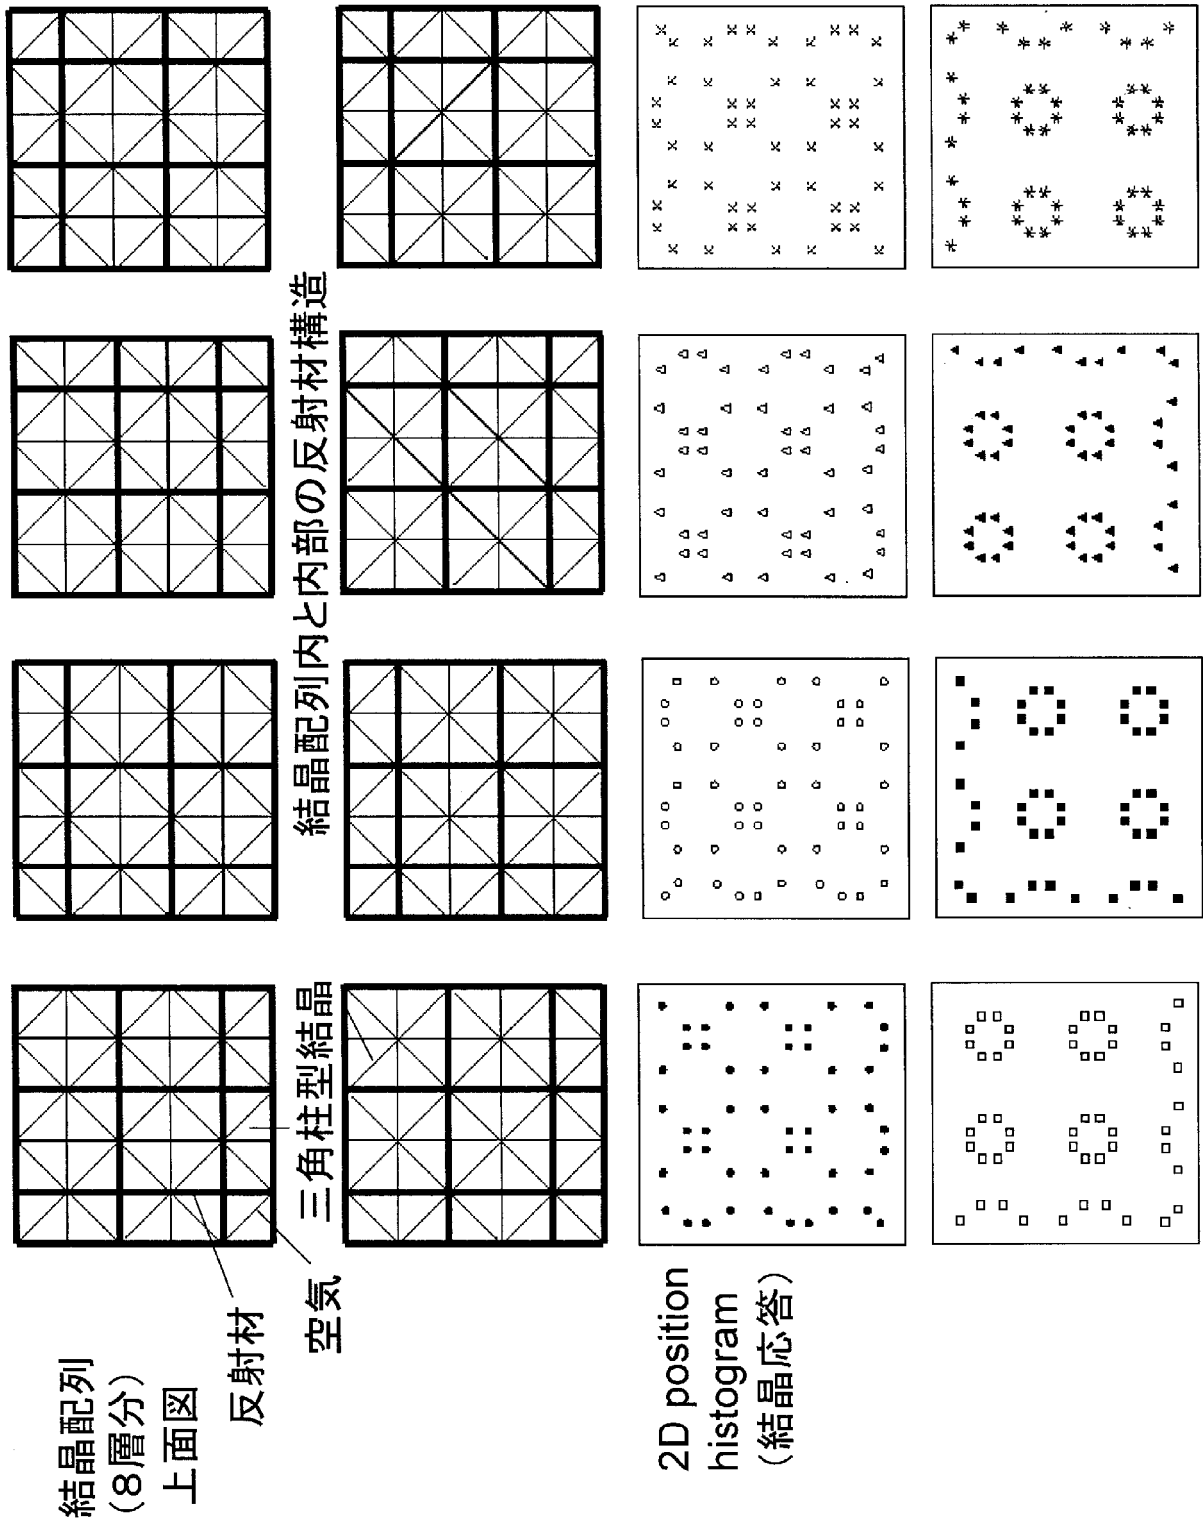 結晶配列
(8層分)
上面図
反射材
空気
三角柱型結晶
結晶配列内と内部の反射材構造
2D position
histogram
(結晶応答)